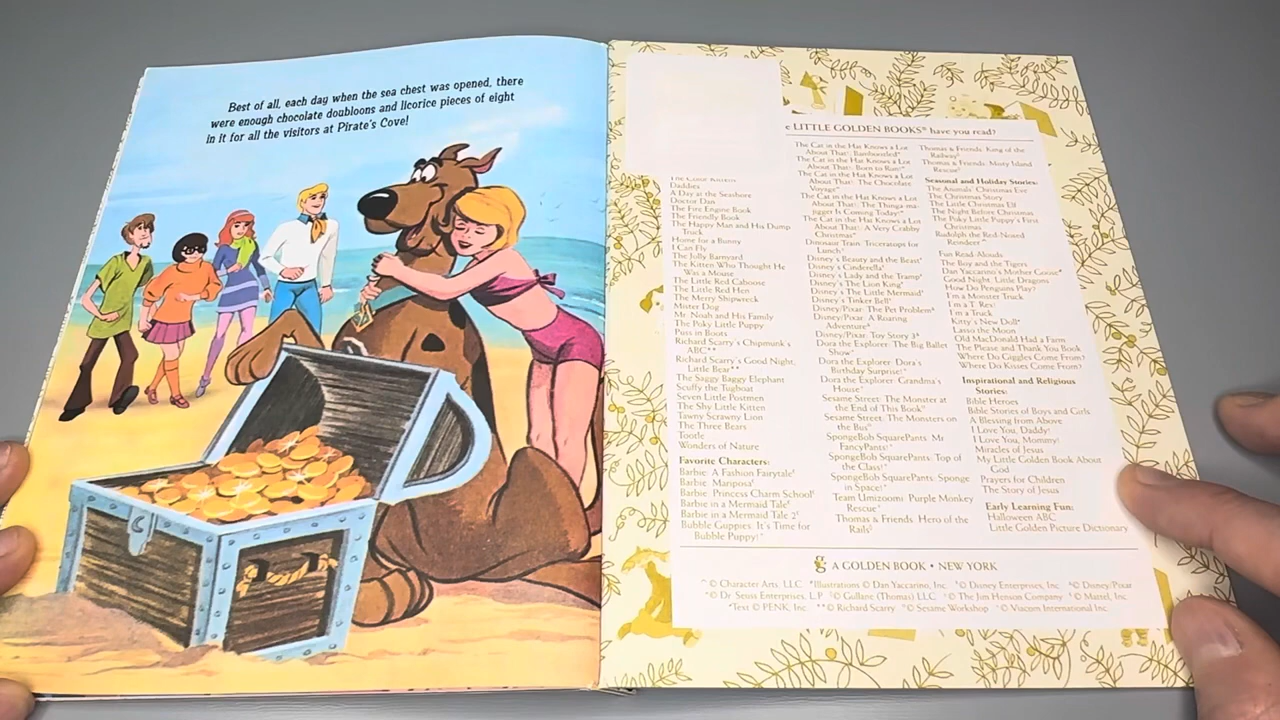 Best of all, each day when the sea chest was opened, there
were enough chocolate doubloons and licorice pieces of eight
in it for all the visitors at Pirate's Cove!
LITTLE GOLDEN BOOKS® have you read?
Daddies
A Day at the Seashore
Doctor Dan
The Fire Engine Book
The Friendly Book
The Happy Man and His Dump
Truck
Home for a Bunny
I Can Fly
The Jolly Barnyard
The Kitten Who Thought He
Was a Mouse
The Little Red Caboose
The Little Red Hen
The Merry Shipwreck
Mister Dog
Mr. Noah and His Family
The Poky Little Puppy
Puss in Boots
Richard Scarry's Chipmunk's
ABC**
Richard Scarry's Good Night,
Little Bear**
The Saggy Baggy Elephant
Scuffy the Tugboat
Seven Little Postmen
The Shy Little Kitten
Tawny Scrawny Lion
The Three Bears
Tootle
Wonders of Nature
Favorite Characters:
Barbie: A Fashion Fairytale
Barbie: Mariposa
Barbie: Princess Charm School
Barbie in a Mermaid Tale
Barbie in a Mermaid Tale 2
Bubble Guppies: It's Time for
Bubble Puppy!
The Cat in the Hat Knows a Lot
About That!: Bamboozled
The Cat in the Hat Knows a Lot
About That!: Born to Run!
The Cat in the Hat Knows a Lot
About That!: The Chocolate
Voyage
The Cat in the Hat Knows a Lot
About That!: The Thinga-ma-
jigger Is Coming Today!
The Cat in the Hat Knows a Lot
About That!: A Very Crabby
Christmas
Dinosaur Train: Triceratops for
Lunch
Disney's Beauty and the Beast
Disney's Cinderella
Disney's Lady and the Tramp
Disney's The Lion King
Disney's The Little Mermaid
Disney's Tinker Bell
Disney/Pixar: The Pet Problem
Disney/Pixar: A Roaring
Adventure
Disney/Pixar: Toy Story 3
Dora the Explorer: The Big Ballet
Show
Dora the Explorer: Dora's
Birthday Surprise!
Dora the Explorer: Grandma's
House
Sesame Street: The Monster at
the End of This Book
Sesame Street: The Monsters on
the Bus
SpongeBob SquarePants: Mr.
FancyPants!
SpongeBob SquarePants: Top of
the Class!
SpongeBob SquarePants: Sponge
in Space!
Team Umizoomi: Purple Monkey
Rescue
Thomas & Friends: Hero of the
Rails
Thomas & Friends: King of the
Railway
Thomas & Friends: Misty Island
Rescue
Seasonal and Holiday Stories:
The Animals' Christmas Eve
The Christmas Story
The Little Christmas Elf
The Night Before Christmas
The Poky Little Puppy's First
Christmas
Rudolph the Red-Nosed
Reindeer
Fun Read-Alouds:
The Boy and the Tigers
Dan Yaccarino's Mother Goose
Good Night, Little Dragons
How Do Penguins Play?
I'm a Monster Truck
I'm a T. Rex!
I'm a Truck
Kitty's New Doll
Lasso the Moon
Old MacDonald Had a Farm
The Please and Thank You Book
Where Do Giggles Come From?
Where Do Kisses Come From?
Inspirational and Religious
Stories:
Bible Heroes
Bible Stories of Boys and Girls
A Blessing from Above
I Love You, Daddy!
I Love You, Mommy!
Miracles of Jesus
My Little Golden Book About
God
Prayers for Children
The Story of Jesus
Early Learning Fun:
Halloween ABC
Little Golden Picture Dictionary
A GOLDEN BOOK • NEW YORK
© Character Arts, LLC. Illustrations © Dan Yaccarino, Inc. © Disney Enterprises, Inc. © Disney/Pixar
© Dr. Seuss Enterprises, L.P. © Gullane (Thomas) LLC. © The Jim Henson Company © Mattel, Inc.
Text © PENK, Inc. **© Richard Scarry © Sesame Workshop © Viacom International Inc.